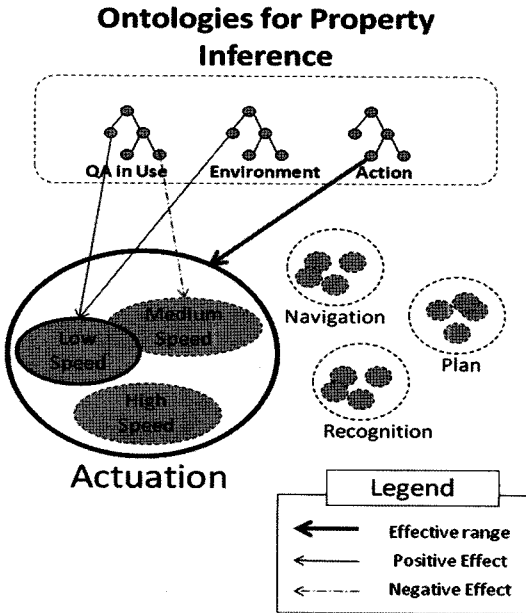 Ontologies for Property
Inference
QA in Use
Environment
Action
Navigation
Plan
Recognition
Medium
Speed
Low
Speed
High
Speed
Actuation
Legend
Effective range
Positive Effect
Negative Effect